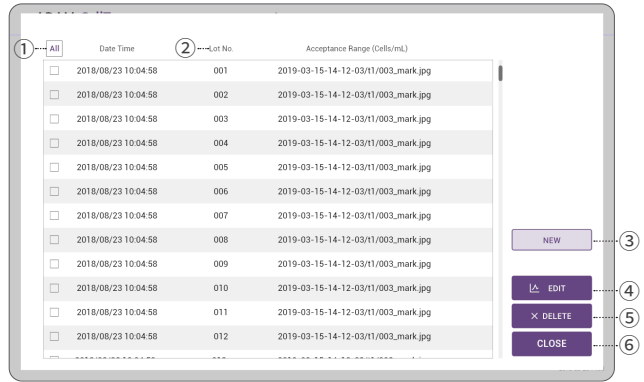 ① All Date Time ② Lot No. Acceptance Range (Cells/mL)
2018/08/23 10:04:58 001 2019-03-15-14-12-03/t1/003_mark.jpg
2018/08/23 10:04:58 002 2019-03-15-14-12-03/t1/003_mark.jpg
2018/08/23 10:04:58 003 2019-03-15-14-12-03/t1/003_mark.jpg
2018/08/23 10:04:58 004 2019-03-15-14-12-03/t1/003_mark.jpg
2018/08/23 10:04:58 005 2019-03-15-14-12-03/t1/003_mark.jpg
2018/08/23 10:04:58 006 2019-03-15-14-12-03/t1/003_mark.jpg
2018/08/23 10:04:58 007 2019-03-15-14-12-03/t1/003_mark.jpg
2018/08/23 10:04:58 008 2019-03-15-14-12-03/t1/003_mark.jpg
NEW ③
2018/08/23 10:04:58 009 2019-03-15-14-12-03/t1/003_mark.jpg
2018/08/23 10:04:58 010 2019-03-15-14-12-03/t1/003_mark.jpg
EDIT ④
2018/08/23 10:04:58 011 2019-03-15-14-12-03/t1/003_mark.jpg
DELETE ⑤
2018/08/23 10:04:58 012 2019-03-15-14-12-03/t1/003_mark.jpg
CLOSE ⑥